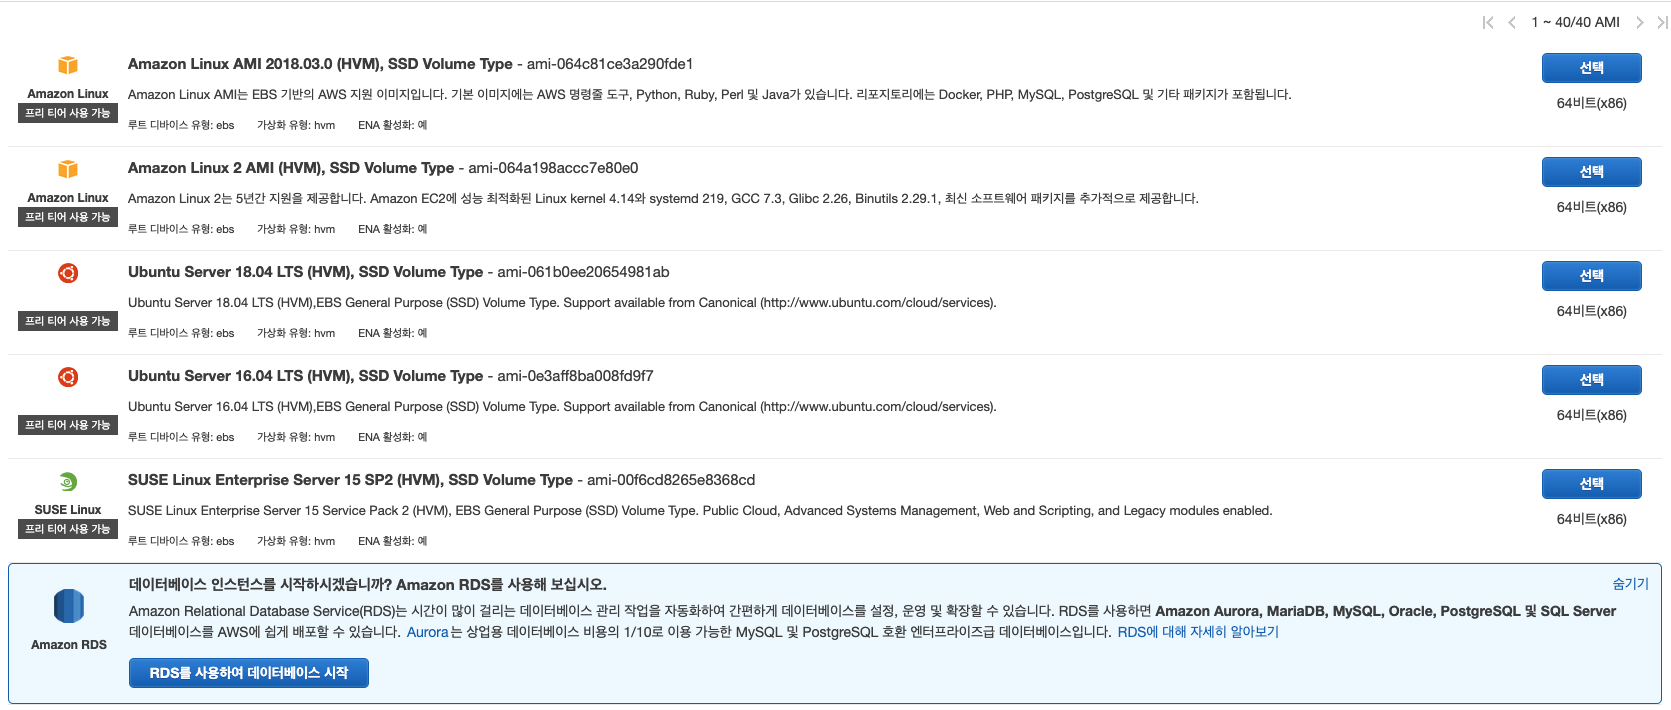 1 ~ 40/40 AMI
Amazon Linux AMI 2018.03.0 (HVM), SSD Volume Type - ami-064c81ce3a290fde1
선택
Amazon Linux
Amazon Linux AMI는 EBS 기반의 AWS 지원 이미지입니다. 기본 이미지에는 AWS 명령줄 도구, Python, Ruby, Perl 및 Java가 있습니다. 리포지토리에는 Docker, PHP, MySQL, PostgreSQL 및 기타 패키지가 포함됩니다.
64비트(x86)
프리 티어 사용 가능
루트 디바이스 유형: ebs 가상화 유형: hvm ENA 활성화: 예
Amazon Linux 2 AMI (HVM), SSD Volume Type - ami-064a198accc7e80e0
선택
Amazon Linux
Amazon Linux 2는 5년간 지원을 제공합니다. Amazon EC2에 성능 최적화된 Linux kernel 4.14와 systemd 219, GCC 7.3, Glibc 2.26, Binutils 2.29.1, 최신 소프트웨어 패키지를 추가적으로 제공합니다.
64비트(x86)
프리 티어 사용 가능
루트 디바이스 유형: ebs 가상화 유형: hvm ENA 활성화: 예
Ubuntu Server 18.04 LTS (HVM), SSD Volume Type - ami-061b0ee20654981ab
선택
Ubuntu Server 18.04 LTS (HVM),EBS General Purpose (SSD) Volume Type. Support available from Canonical (http://www.ubuntu.com/cloud/services).
64비트(x86)
프리 티어 사용 가능
루트 디바이스 유형: ebs 가상화 유형: hvm ENA 활성화: 예
Ubuntu Server 16.04 LTS (HVM), SSD Volume Type - ami-0e3aff8ba008fd9f7
선택
Ubuntu Server 16.04 LTS (HVM),EBS General Purpose (SSD) Volume Type. Support available from Canonical (http://www.ubuntu.com/cloud/services).
64비트(x86)
프리 티어 사용 가능
루트 디바이스 유형: ebs 가상화 유형: hvm ENA 활성화: 예
SUSE Linux Enterprise Server 15 SP2 (HVM), SSD Volume Type - ami-00f6cd8265e8368cd
선택
SUSE Linux
SUSE Linux Enterprise Server 15 Service Pack 2 (HVM), EBS General Purpose (SSD) Volume Type. Public Cloud, Advanced Systems Management, Web and Scripting, and Legacy modules enabled.
64비트(x86)
프리 티어 사용 가능
루트 디바이스 유형: ebs 가상화 유형: hvm ENA 활성화: 예
데이터베이스 인스턴스를 시작하시겠습니까? Amazon RDS를 사용해 보십시오.
숨기기
Amazon RDS
Amazon Relational Database Service(RDS)는 시간이 많이 걸리는 데이터베이스 관리 작업을 자동화하여 간편하게 데이터베이스를 설정, 운영 및 확장할 수 있습니다. RDS를 사용하면 Amazon Aurora, MariaDB, MySQL, Oracle, PostgreSQL 및 SQL Server
데이터베이스를 AWS에 쉽게 배포할 수 있습니다. Aurora는 상업용 데이터베이스 비용의 1/10로 이용 가능한 MySQL 및 PostgreSQL 호환 엔터프라이즈급 데이터베이스입니다. RDS에 대해 자세히 알아보기
RDS를 사용하여 데이터베이스 시작